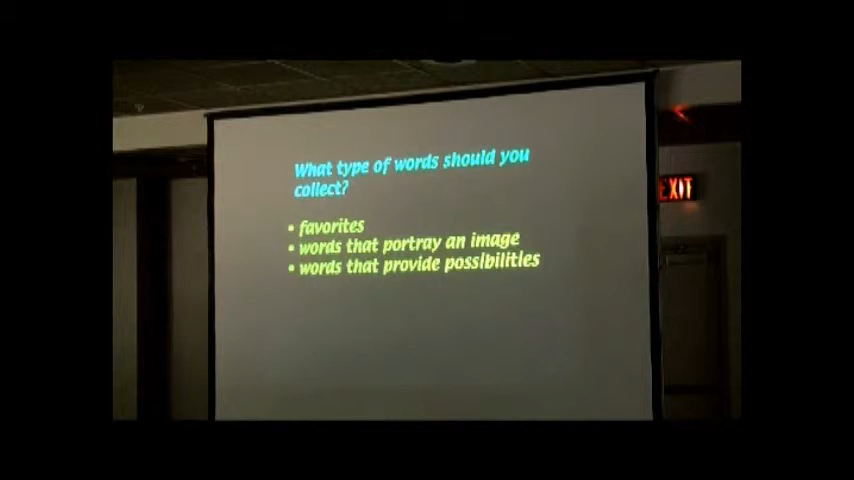 What type of words should you
collect?
• favorites
• words that portray an image
• words that provide possibilities
EXIT